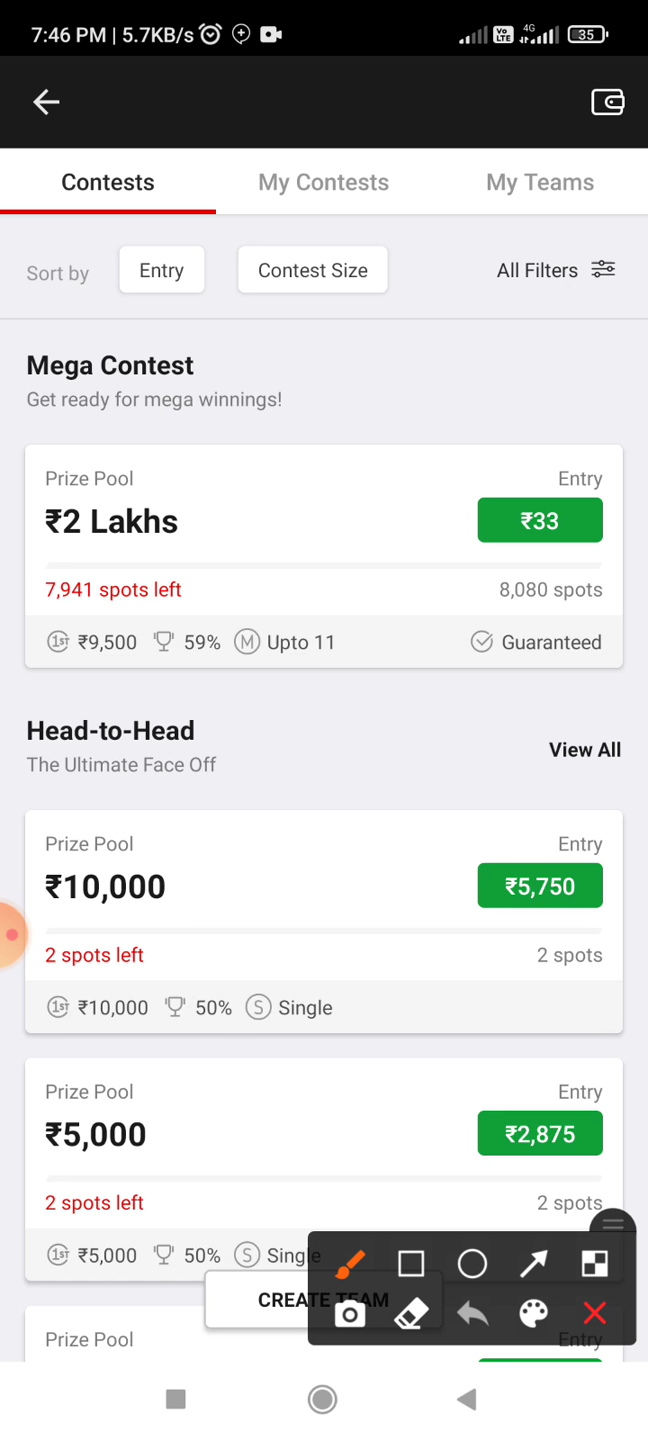 7:46 PM | 5.7KB/s Vo LTE 4G 35
Contests My Contests My Teams
Sort by Entry Contest Size All Filters
Mega Contest
Get ready for mega winnings!
Prize Pool Entry
₹2 Lakhs ₹33
7,941 spots left 8,080 spots
1ST ₹9,500 59% M Upto 11 Guaranteed
Head-to-Head
The Ultimate Face Off View All
Prize Pool Entry
₹10,000 ₹5,750
2 spots left 2 spots
1ST ₹10,000 50% S Single
Prize Pool Entry
₹5,000 ₹2,875
2 spots left 2 spots
1ST ₹5,000 50% S Single
CREATE TEAM
Prize Pool Entry